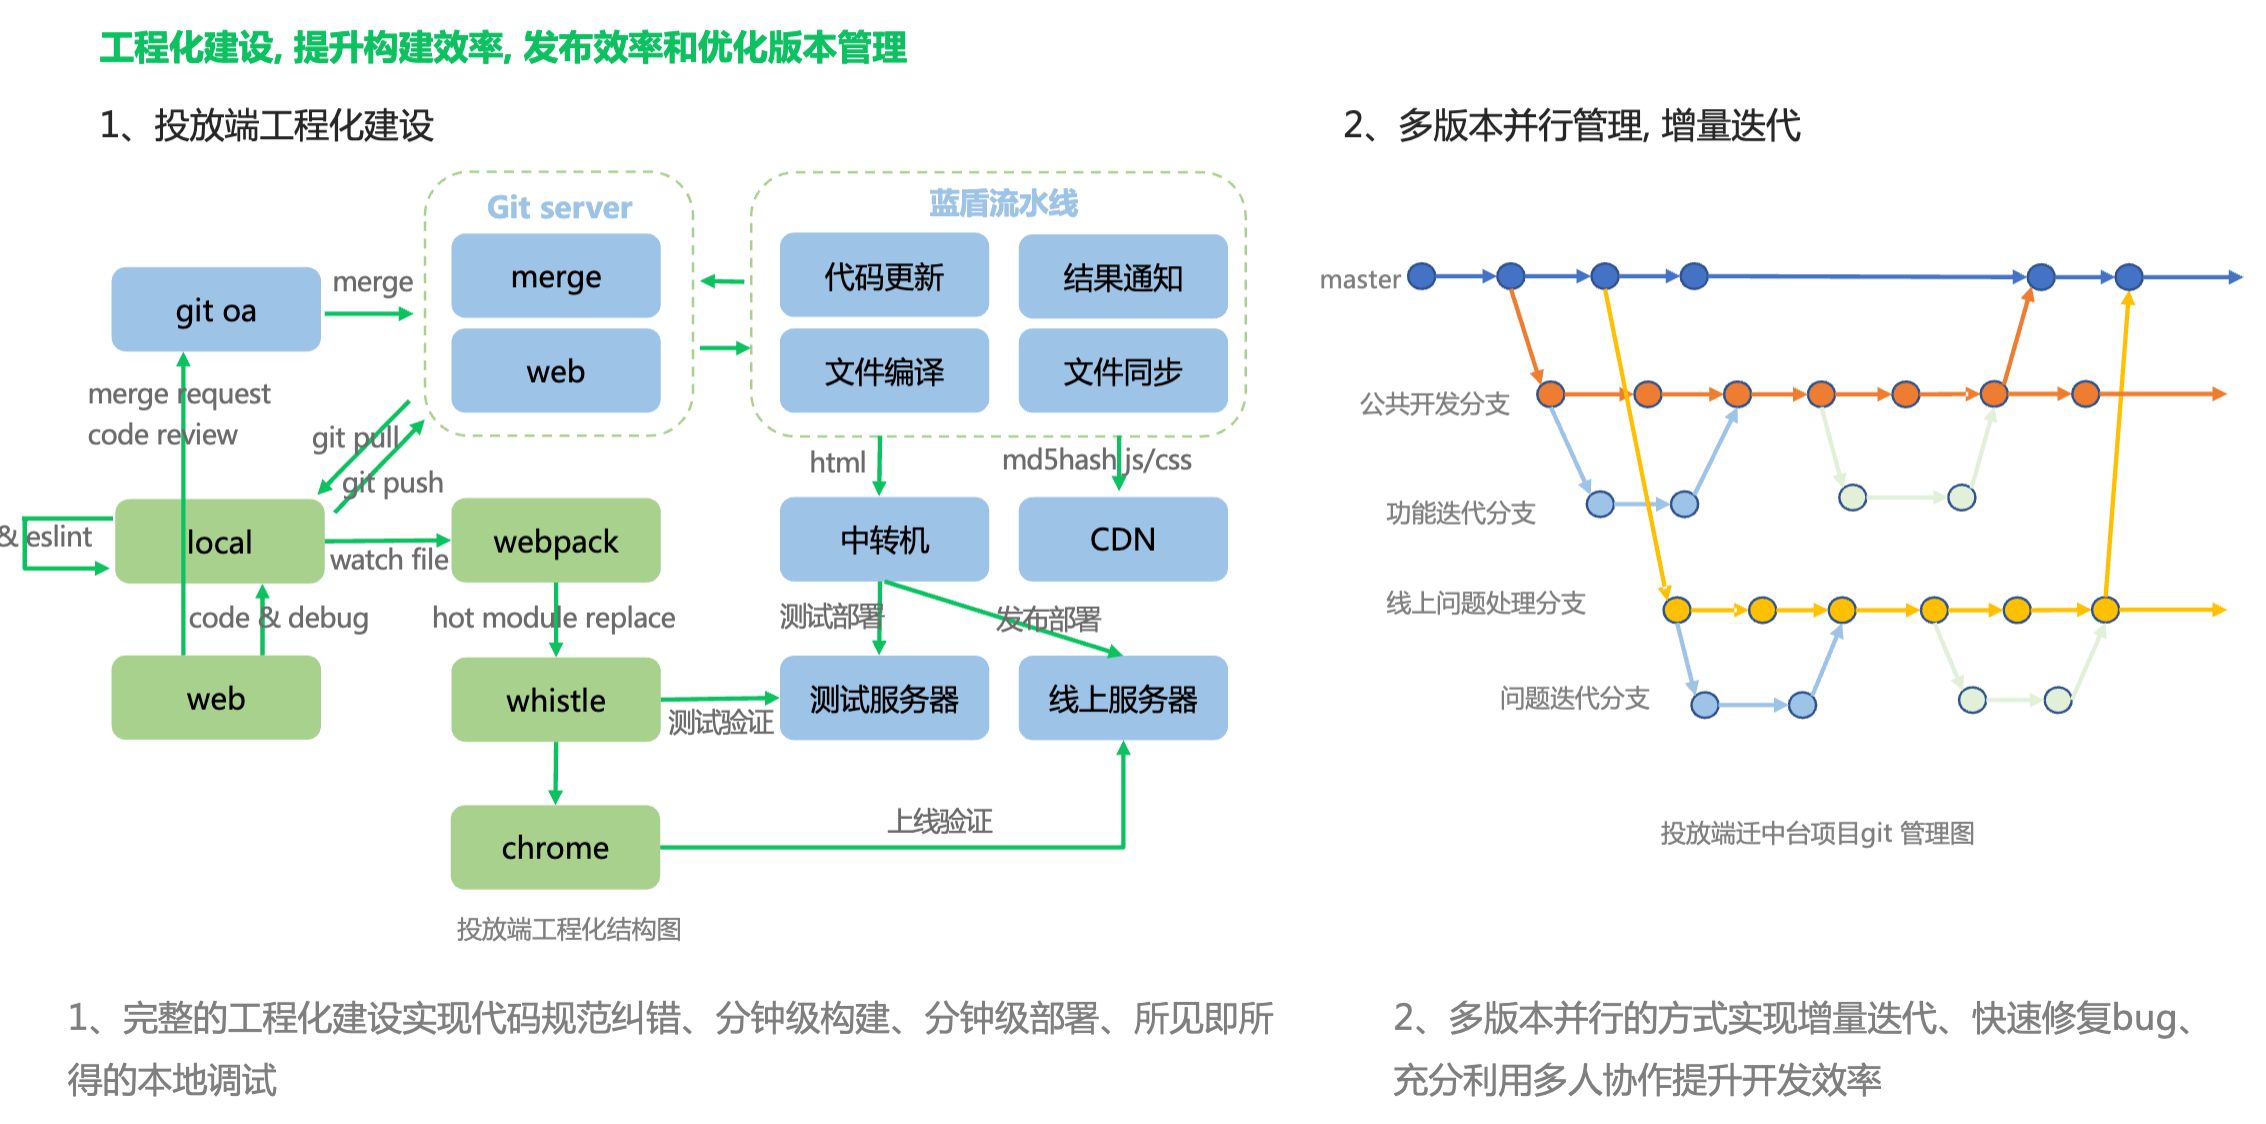 工程化建设, 提升构建效率, 发布效率和优化版本管理
1、投放端工程化建设
Git server
蓝盾流水线
merge
代码更新
结果通知
git oa
merge
web
文件编译
文件同步
merge request
code review
git pull
git push
html
md5hash js/css
& eslint
local
watch file
webpack
中转机
CDN
code & debug
hot module replace
测试部署
发布部署
web
whistle
测试验证
测试服务器
线上服务器
chrome
上线验证
投放端工程化结构图
1、完整的工程化建设实现代码规范纠错、分钟级构建、分钟级部署、所见即所
得的本地调试
2、多版本并行管理, 增量迭代
master
公共开发分支
功能迭代分支
线上问题处理分支
问题迭代分支
投放端迁中台项目git 管理图
2、多版本并行的方式实现增量迭代、快速修复bug、
充分利用多人协作提升开发效率